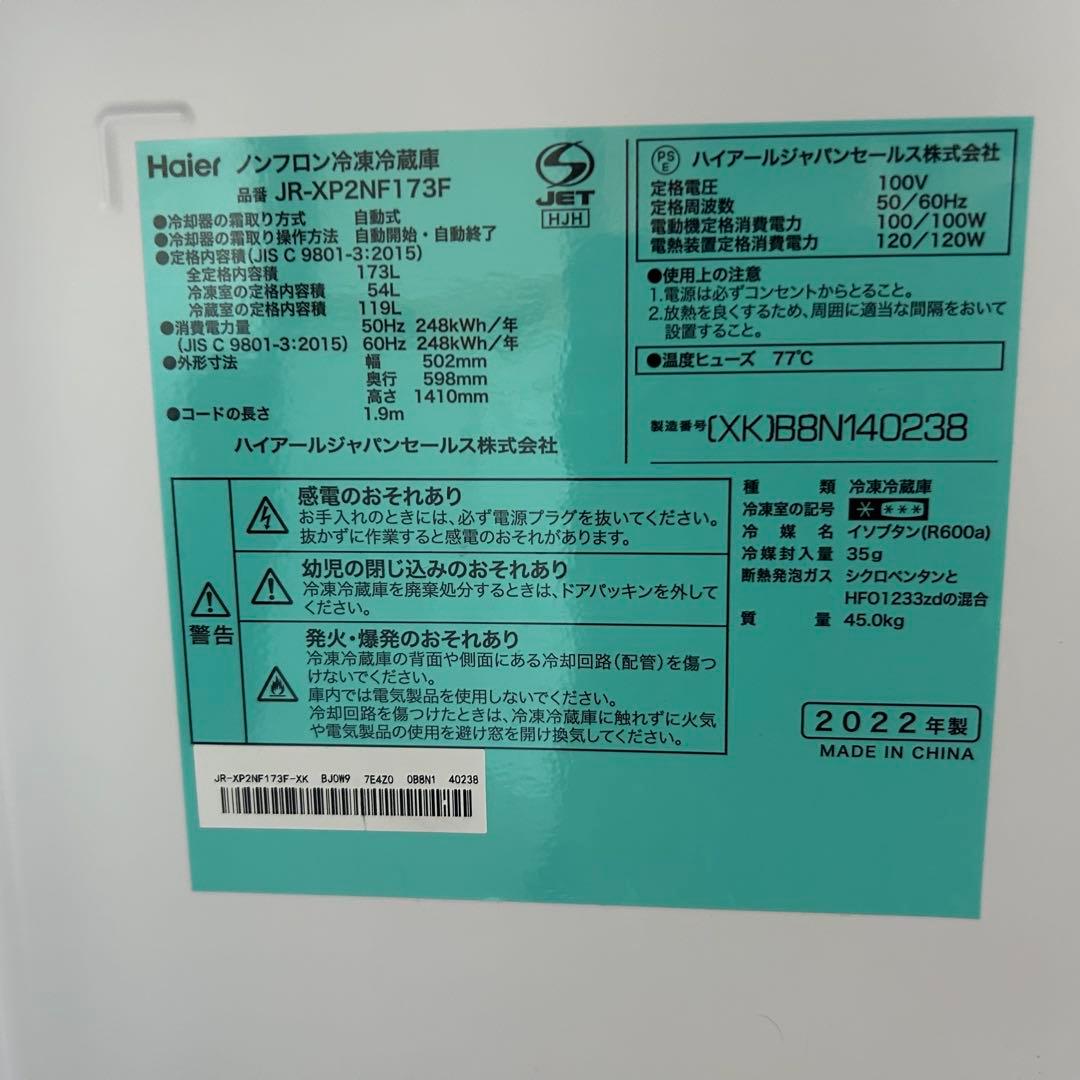 Haier ノンフロン冷凍冷蔵庫
品番 JR-XP2NF173F
●冷却器の霜取り方式 自動式
●冷却器の霜取り操作方法 自動開始・自動終了
●定格内容積(JIS C 9801-3:2015)
全定格内容積 173L
冷凍室の定格内容積 54L
冷蔵室の定格内容積 119L
●消費電力量 50Hz 248kWh/年
(JIS C 9801-3:2015) 60Hz 248kWh/年
●外形寸法 幅 502mm
奥行 598mm
高さ 1410mm
●コードの長さ 1.9m
ハイアールジャパンセールス株式会社
JET
HJH
PSE ハイアールジャパンセールス株式会社
定格電圧 100V
定格周波数 50/60Hz
電動機定格消費電力 100/100W
電熱装置定格消費電力 120/120W
●使用上の注意
1.電源は必ずコンセントからとること。
2.放熱を良くするため、周囲に適当な間隔をおいて
設置すること。
●温度ヒューズ 77℃
製造番号 (XK)B8N140238
警告
感電のおそれあり
お手入れのときには、必ず電源プラグを抜いてください。
抜かずに作業すると感電のおそれがあります。
幼児の閉じ込みのおそれあり
冷凍冷蔵庫を廃棄処分するときは、ドアパッキンを外して
ください。
発火・爆発のおそれあり
冷凍冷蔵庫の背面や側面にある冷却回路(配管)を傷つ
けないでください。
庫内では電気製品を使用しないでください。
冷却回路を傷つけたときは、冷凍冷蔵庫に触れずに火気
や電気製品の使用を避け窓を開け換気してください。
種類 冷凍冷蔵庫
冷凍室の記号 * ***
冷媒名 イソブタン(R600a)
冷媒封入量 35g
断熱発泡ガス シクロペンタンと
HFO1233zdの混合
質量 45.0kg
2022年製
MADE IN CHINA
JR-XP2NF173F-XK BJ0W9 7E4Z0 0B8N1 40238